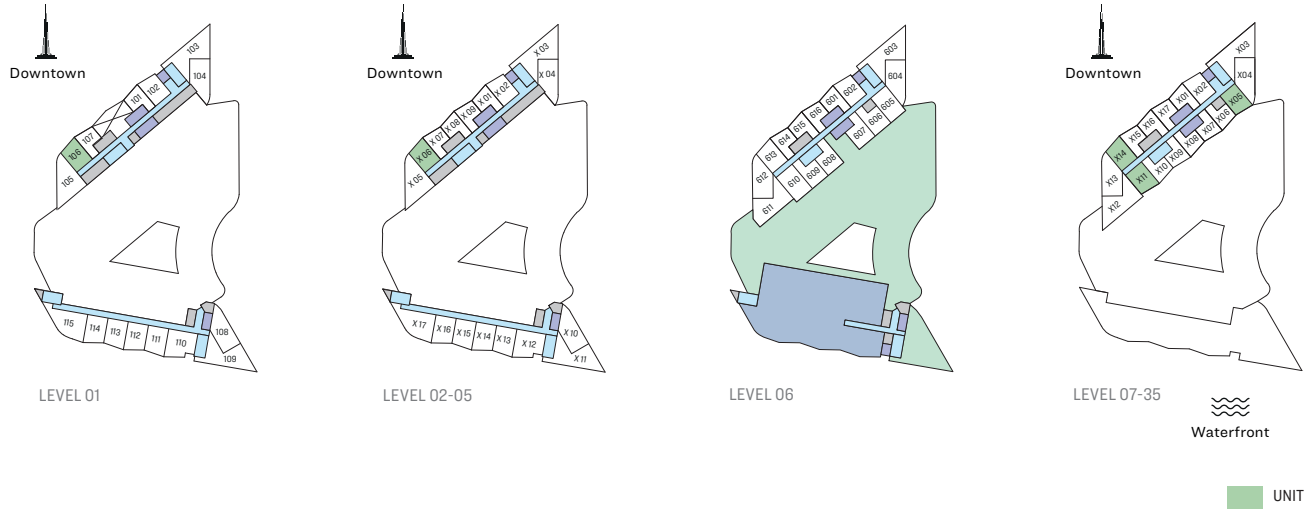 Downtown
103
104
102
101
107
106
105
115
114
113
112
111
110
108
109
LEVEL 01
Downtown
X 03
X 04
X 02
X 01
X 09
X 08
X 07
X 06
X 05
X 17
X 16
X 15
X 14
X 13
X 12
X 10
X 11
LEVEL 02-05
603
604
602
601
616
615
614
613
612
611
605
606
607
608
609
610
LEVEL 06
Downtown
X03
X04
X02
X01
X17
X16
X15
X14
X13
X12
X05
X06
X07
X08
X09
X10
X11
LEVEL 07-35
Waterfront
UNIT